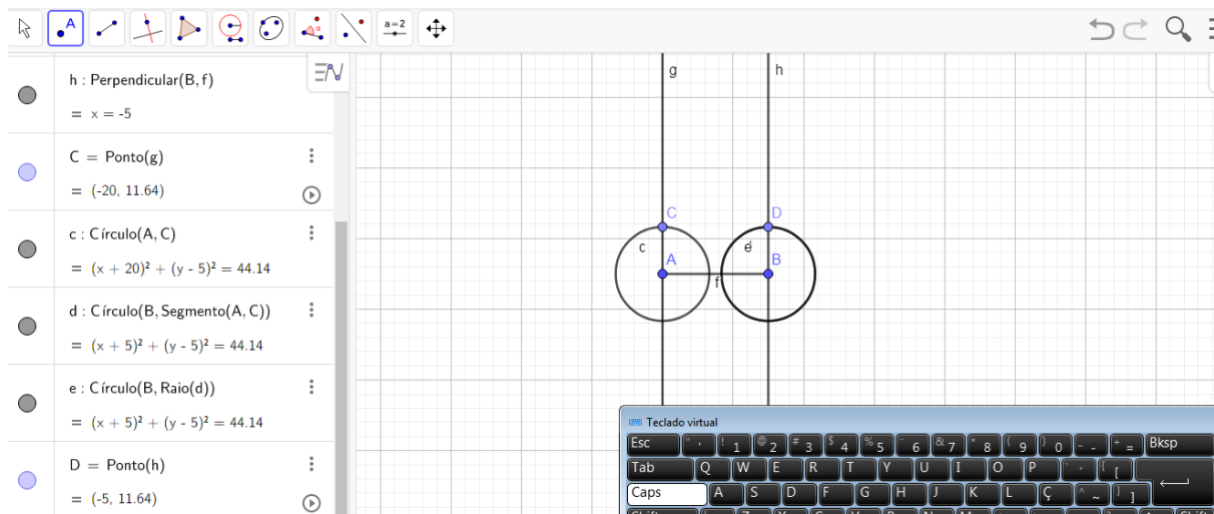 A
a=2
h : Perpendicular(B, f)
= x = -5
C = Ponto(g)
= (-20, 11.64)
c : Círculo(A, C)
= (x + 20)² + (y - 5)² = 44.14
d : Círculo(B, Segmento(A, C))
= (x + 5)² + (y - 5)² = 44.14
e : Círculo(B, Raio(d))
= (x + 5)² + (y - 5)² = 44.14
D = Ponto(h)
= (-5, 11.64)
g h
C D
c e
A B
f
Teclado virtual
Esc ! 1 @ 2 # 3 $ 4 % 5 6 & 7 * 8 ( 9 ) 0 - + = Bksp
Tab Q W E R T Y U I O P { [
Caps A S D F G H J K L Ç ^ ~ ]